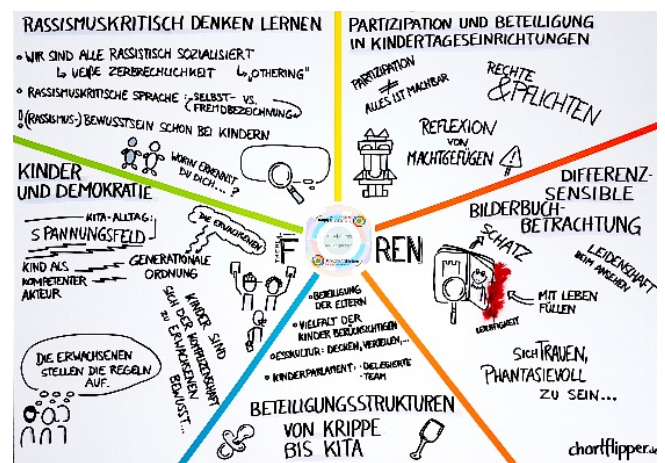 RASSISMUSKRITISCH DENKEN LERNEN
• WIR SIND ALLE RASSISTISCH SOZIALISIERT
↳ WEIßE ZERBRECHLICHKEIT ↳ „OTHERING"
• RASSISMUSKRITISCHE SPRACHE: SELBST- VS.
FREMDBEZEICHNUNG
! (RASSISMUS-) BEWUSSTSEIN SCHON BEI KINDERN
WORIN ERKENNST
DU DICH...?
PARTIZIPATION UND BETEILIGUNG
IN KINDERTAGESEINRICHTUNGEN
PARTIZIPATION
≠
ALLES IST MACHBAR
RECHTE
& PFLICHTEN
REFLEXION
VON
MACHTGEFÜGEN
KINDER
UND DEMOKRATIE
KITA-ALLTAG:
SPANNUNGSFELD
KIND ALS
KOMPETENTER
AKTEUR
GENERATIONALE
ORDNUNG
DIE ERWACHSENEN
KINDER SIND
SICH DER KOMPLIZENSCHAFT
ZU ERWACHSENEN
BEWUSST...
DIE ERWACHSENEN
STELLEN DIE REGELN
AUF.
F REN
DIFFERENZ-
SENSIBLE
BILDERBUCH-
BETRACHTUNG
SCHATZ
LEIDENSCHAFT
BEIM ANSEHEN
MIT LEBEN
FÜLLEN
SICH TRAUEN,
PHANTASIEVOLL
ZU SEIN...
• BETEILIGUNG
DER ELTERN
• VIELFALT DER
KINDER BERÜCKSICHTIGEN
• ESSKULTUR: DECKEN, VERTEILEN,...
• KINDERPARLAMENT: • DELEGIERTE
• TEAM
BETEILIGUNGSSTRUKTUREN
VON KRIPPE
BIS KITA
chartflipper.de